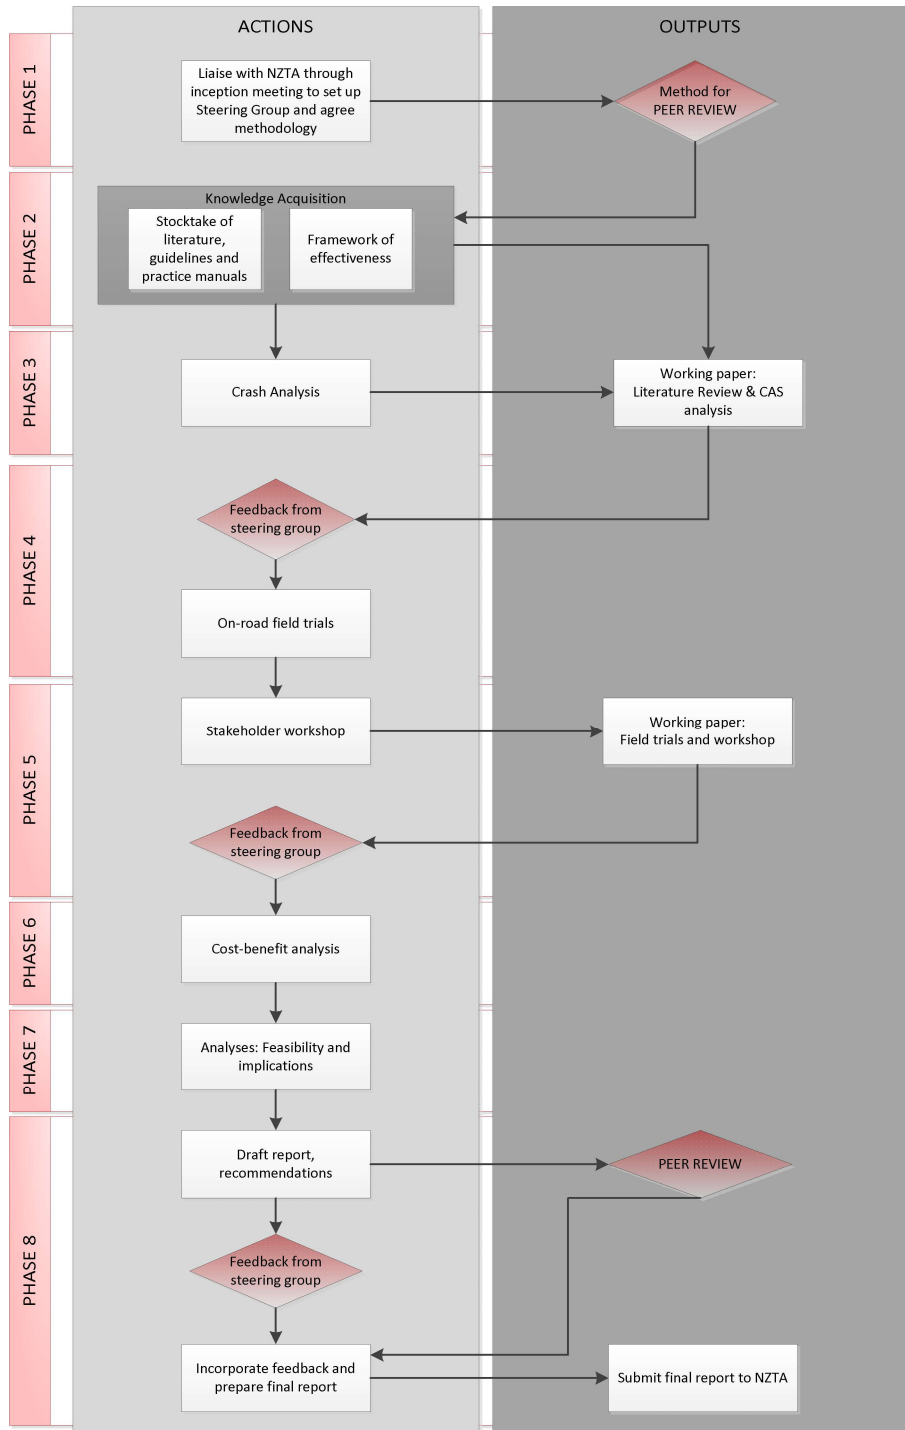 ACTIONS
OUTPUTS
PHASE 1
Liaise with NZTA through
inception meeting to set up
Steering Group and agree
methodology
Method for
PEER REVIEW
PHASE 2
Knowledge Acquisition
Stocktake of
literature,
guidelines and
practice manuals
Framework of
effectiveness
PHASE 3
Crash Analysis
Working paper:
Literature Review & CAS
analysis
PHASE 4
Feedback from
steering group
On-road field trials
PHASE 5
Stakeholder workshop
Working paper:
Field trials and workshop
Feedback from
steering group
PHASE 6
Cost-benefit analysis
PHASE 7
Analyses: Feasibility and
implications
PHASE 8
Draft report,
recommendations
PEER REVIEW
Feedback from
steering group
Incorporate feedback and
prepare final report
Submit final report to NZTA